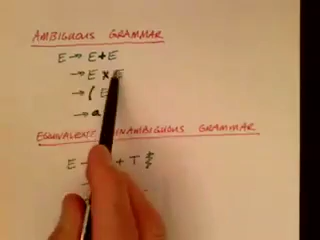 AMBIGUOUS GRAMMAR
E → E + E
→ E × E
→ ( E
→ a
EQUIVALENT UNAMBIGUOUS GRAMMAR
E + T